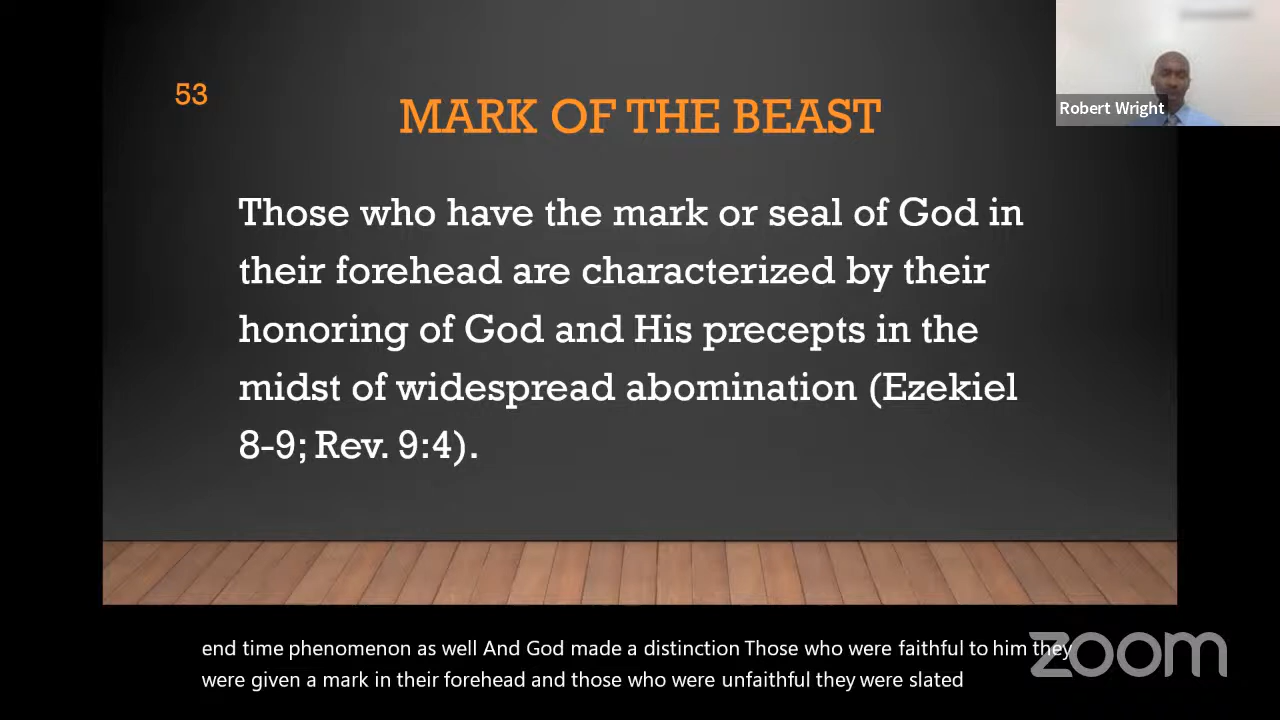 53
MARK OF THE BEAST
Robert Wright
Those who have the mark or seal of God in
their forehead are characterized by their
honoring of God and His precepts in the
midst of widespread abomination (Ezekiel
8-9; Rev. 9:4).
end time phenomenon as well And God made a distinction Those who were faithful to him they
were given a mark in their forehead and those who were unfaithful they were slated
zoom